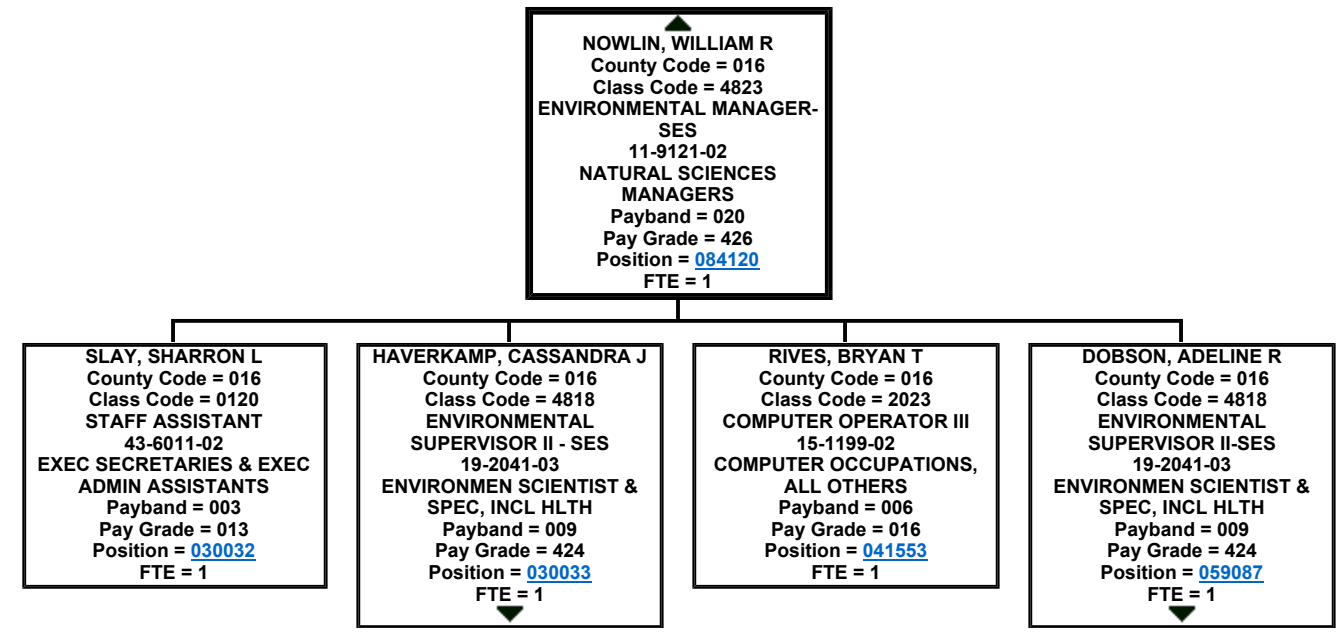 NOWLIN, WILLIAM R
County Code = 016
Class Code = 4823
ENVIRONMENTAL MANAGER-
SES
11-9121-02
NATURAL SCIENCES
MANAGERS
Payband = 020
Pay Grade = 426
Position = 084120
FTE = 1
SLAY, SHARRON L
County Code = 016
Class Code = 0120
STAFF ASSISTANT
43-6011-02
EXEC SECRETARIES & EXEC
ADMIN ASSISTANTS
Payband = 003
Pay Grade = 013
Position = 030032
FTE = 1
HAVERKAMP, CASSANDRA J
County Code = 016
Class Code = 4818
ENVIRONMENTAL
SUPERVISOR II - SES
19-2041-03
ENVIRONMEN SCIENTIST &
SPEC, INCL HLTH
Payband = 009
Pay Grade = 424
Position = 030033
FTE = 1
RIVES, BRYAN T
County Code = 016
Class Code = 2023
COMPUTER OPERATOR III
15-1199-02
COMPUTER OCCUPATIONS,
ALL OTHERS
Payband = 006
Pay Grade = 016
Position = 041553
FTE = 1
DOBSON, ADELINE R
County Code = 016
Class Code = 4818
ENVIRONMENTAL
SUPERVISOR II-SES
19-2041-03
ENVIRONMEN SCIENTIST &
SPEC, INCL HLTH
Payband = 009
Pay Grade = 424
Position = 059087
FTE = 1